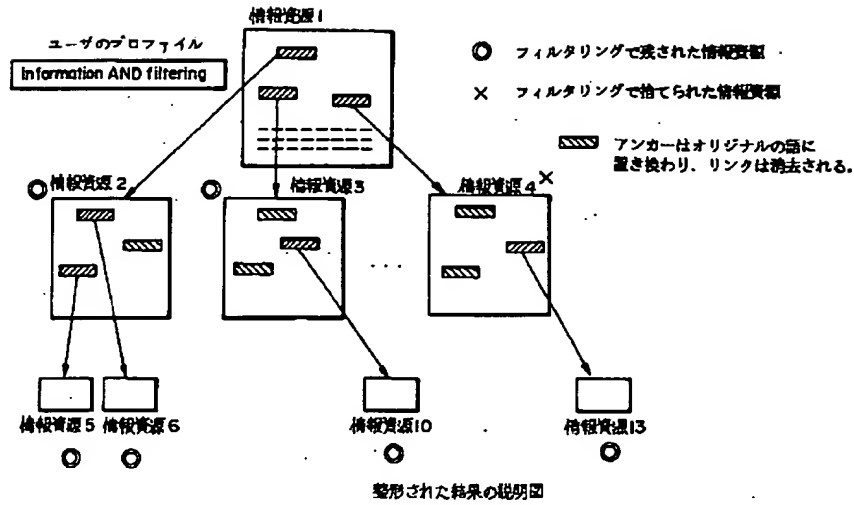 情報資源1
ユーザのプロファイル
Information AND filtering
◎ フィルタリングで残された情報資源
× フィルタリングで捨てられた情報資源
アンカーはオリジナルの語に
置き換わり、リンクは消去される。
◎ 情報資源2
◎ 情報資源3
情報資源4 ×
...
情報資源5
情報資源6
情報資源10
情報資源13
◎ ◎ ◎ ◎
整形された結果の説明図